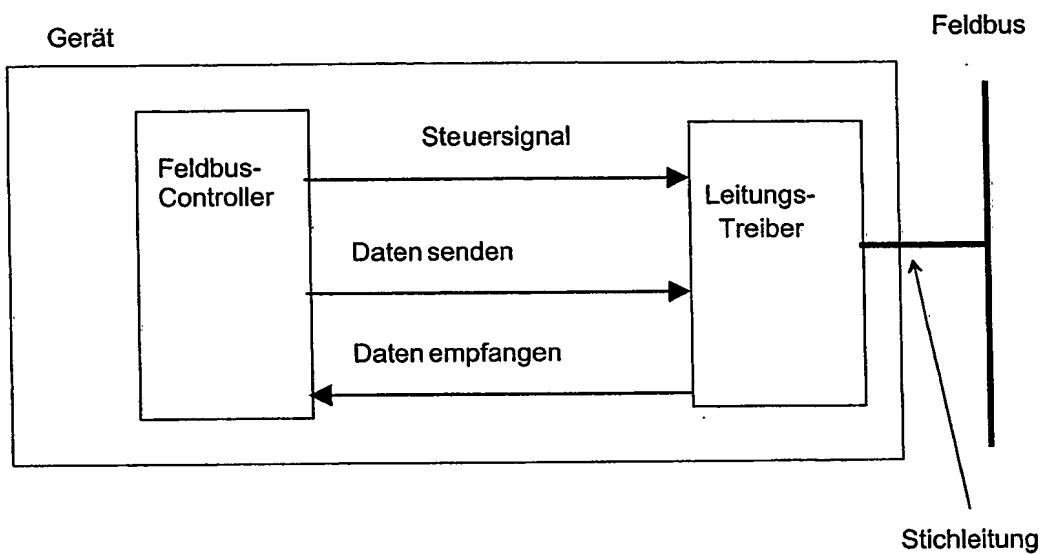 Feldbus
Gerät
Steuersignal
Feldbus-
Controller
Leitungs-
Treiber
Daten senden
Daten empfangen
Stichleitung